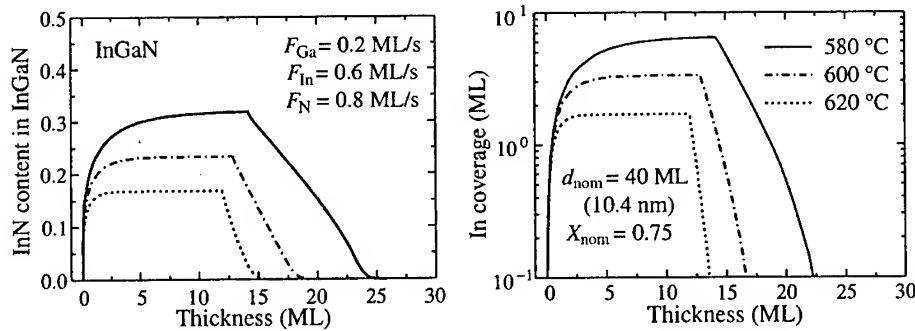 InGaN
F_Ga = 0.2 ML/s
F_In = 0.6 ML/s
F_N = 0.8 ML/s
InN content in InGaN
0.5
0.4
0.3
0.2
0.1
0.0
0 5 10 15 20 25 30
Thickness (ML)
580 °C
600 °C
620 °C
d_nom = 40 ML
(10.4 nm)
X_nom = 0.75
In coverage (ML)
10^1
10^0
10^-1
0 5 10 15 20 25 30
Thickness (ML)